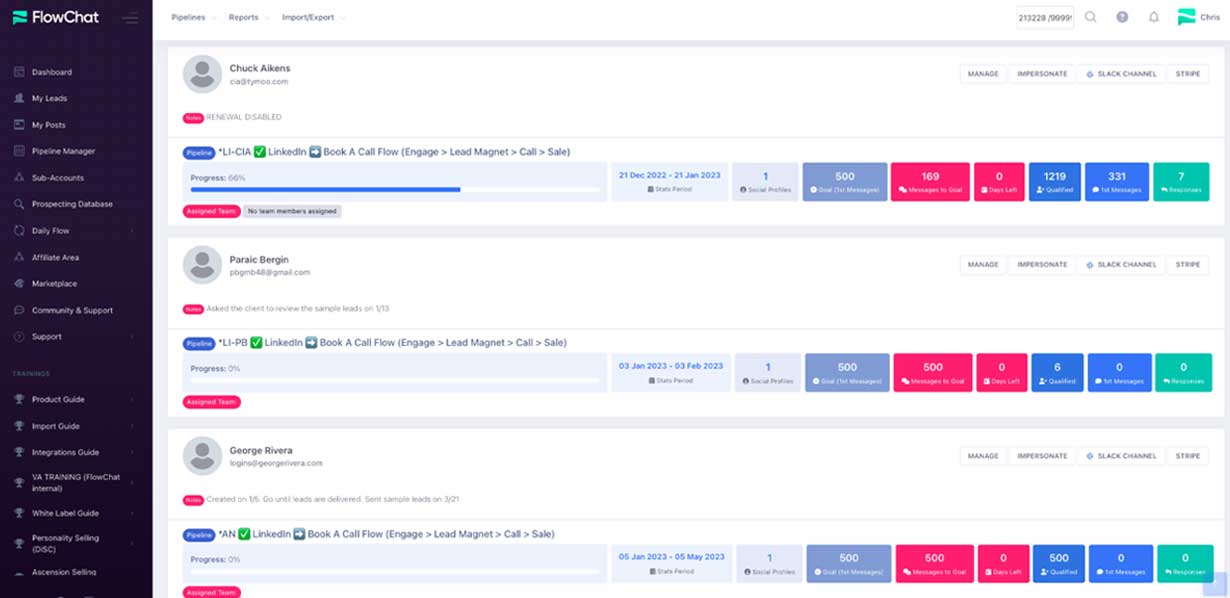 FlowChat
Pipelines Reports Import/Export
213228 /9999
Chris
Dashboard
My Leads
My Posts
Pipeline Manager
Sub-Accounts
Prospecting Database
Daily Flow
Affiliate Area
Marketplace
Community & Support
Support
TRAININGS
Product Guide
Import Guide
Integrations Guide
VA TRAINING (FlowChat
internal)
White Label Guide
Personality Selling
(DISC)
Ascension Selling
Chuck Aikens
cia@tymoo.com
MANAGE IMPERSONATE SLACK CHANNEL STRIPE
Notes RENEWAL DISABLED
Pipeline *LI-CIA ✅ LinkedIn ➡️ Book A Call Flow (Engage > Lead Magnet > Call > Sale)
Progress: 66%
21 Dec 2022 - 21 Jan 2023 1 500 169 0 1219 331 7
Stats Period Social Profiles Goal (1st Messages) Messages to Goal Days Left Qualified 1st Messages Responses
Assigned Team: No team members assigned
Paraic Bergin
pbgmb48@gmail.com
MANAGE IMPERSONATE SLACK CHANNEL STRIPE
Notes Asked the client to review the sample leads on 1/13
Pipeline *LI-PB ✅ LinkedIn ➡️ Book A Call Flow (Engage > Lead Magnet > Call > Sale)
Progress: 0%
03 Jan 2023 - 03 Feb 2023 1 500 500 0 6 0 0
Stats Period Social Profiles Goal (1st Messages) Messages to Goal Days Left Qualified 1st Messages Responses
Assigned Team:
George Rivera
logins@georgerivera.com
MANAGE IMPERSONATE SLACK CHANNEL STRIPE
Notes Created on 1/5. Go until leads are delivered. Sent sample leads on 3/21
Pipeline *AN ✅ LinkedIn ➡️ Book A Call Flow (Engage > Lead Magnet > Call > Sale)
Progress: 0%
05 Jan 2023 - 05 May 2023 1 500 500 0 500 0 0
Stats Period Social Profiles Goal (1st Messages) Messages to Goal Days Left Qualified 1st Messages Responses
Assigned Team: